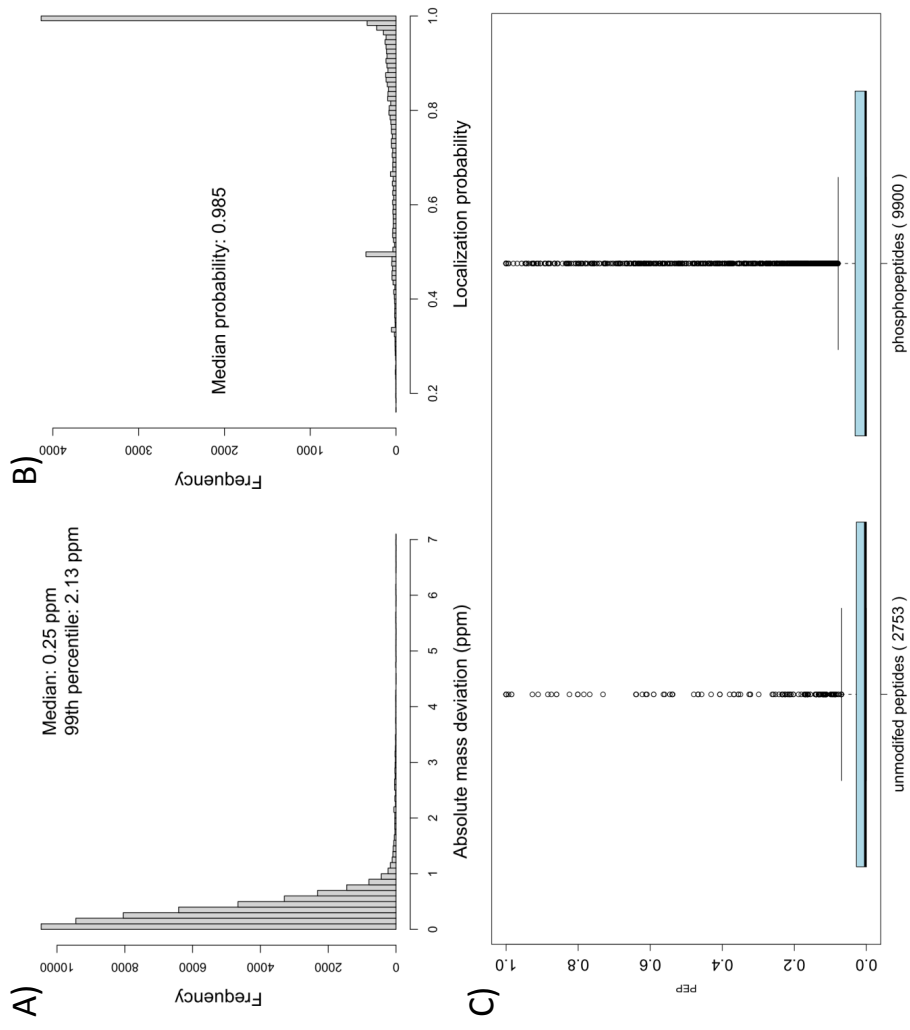 A)
Frequency
0
2000
4000
6000
8000
10000
Median: 0.25 ppm
99th percentile: 2.13 ppm
0 1 2 3 4 5 6 7
Absolute mass deviation (ppm)
B)
Frequency
0
1000
2000
3000
4000
Median probability: 0.985
0.2 0.4 0.6 0.8 1.0
Localization probability
C)
PEP
0.0
0.2
0.4
0.6
0.8
1.0
unmodifed peptides ( 2753 )
phosphopeptides ( 9900 )